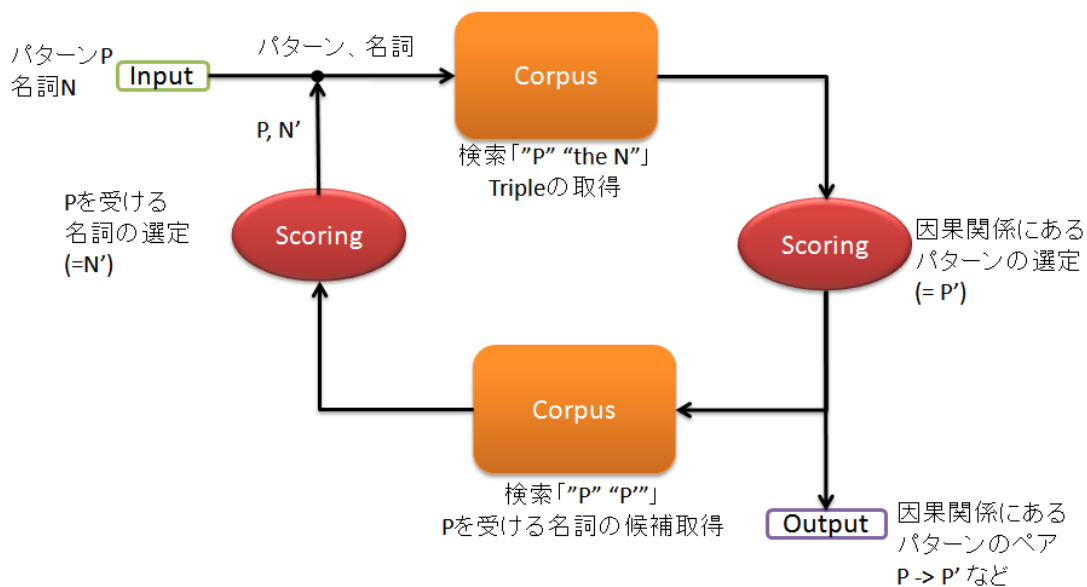 パターンP
名詞N
Input
パターン、名詞
Corpus
検索「”P” “the N”」
Tripleの取得
P, N’
Pを受ける
名詞の選定
(=N’)
Scoring
Scoring
因果関係にある
パターンの選定
(= P’)
Corpus
検索「”P” “P’”」
Pを受ける名詞の候補取得
Output
因果関係にある
パターンのペア
P -> P’ など